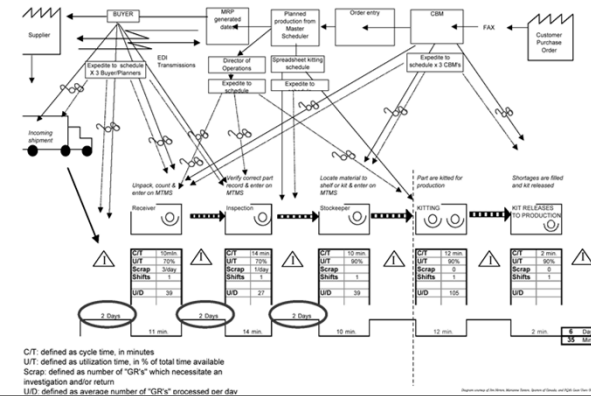 BUYER
MRP
generated
dates
Planned
production from
Master
Scheduler
Order entry
CBM
FAX
Supplier
Customer
Purchase
Order
EDI
Transmissions
Expedite to schedule
X 3 Buyer/Planners
Director of
Operations
Spreadsheet kitting
schedule
Expedite to
schedule
Expedite to
schedule
Expedite to
schedule x 3 CBM's
Incoming
shipment
Unpack, count &
enter on MTMS
Verify correct part
record & enter on
MTMS
Locate material to
shelf or kit & enter on
MTMS
Part are kitted for
production
Shortages are filled
and kit released
Receiver
Inspection
Stockeeper
KITTING
KIT RELEASES
TO PRODUCTION
C/T 10min
U/T 70%
Scrap 3/day
Shifts 1
U/D 39
C/T 14 min
U/T 70%
Scrap 1/day
Shifts 1
U/D 27
C/T 10 min.
U/T 90%
Scrap 0
Shifts 1
U/D 39
C/T 12 min.
U/T 90%
Scrap 0
Shifts 1
U/D 105
C/T 2 min.
U/T 90%
Scrap 0
Shifts 1
U/D
2 Days
2 Days
2 Days
11 min.
14 min.
10 min.
12 min.
2 min.
6 Da
35 Min
C/T: defined as cycle time, in minutes
U/T: defined as utilization time, in % of total time available
Scrap: defined as number of "GR's" which necessitate an
investigation and/or return
U/D: defined as average number of "GR's" processed per day